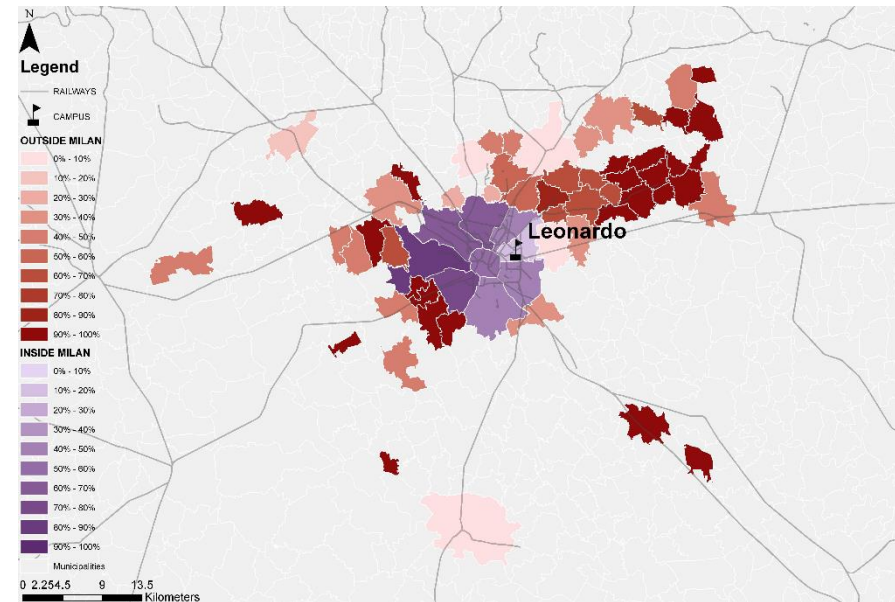 N
Legend
RAILWAYS
CAMPUS
OUTSIDE MILAN
0% - 10%
10% - 20%
20% - 30%
30% - 40%
40% - 50%
50% - 60%
60% - 70%
70% - 80%
80% - 90%
90% - 100%
INSIDE MILAN
0% - 10%
10% - 20%
20% - 30%
30% - 40%
40% - 50%
50% - 60%
60% - 70%
70% - 80%
80% - 90%
90% - 100%
Municipalities
0 2.254.5 9 13.5
Kilometers
Leonardo